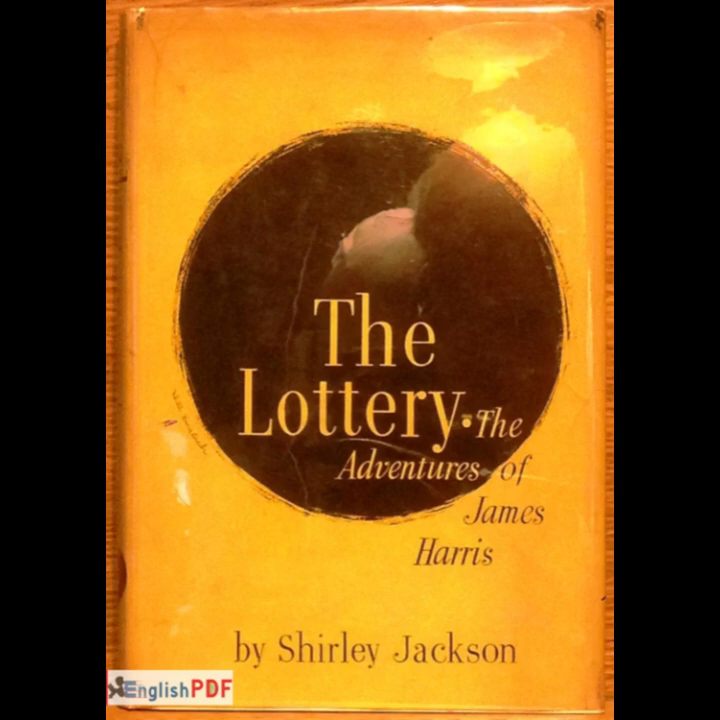 The
Lottery·The
Adventures of
James
Harris
by Shirley Jackson
EnglishPDF